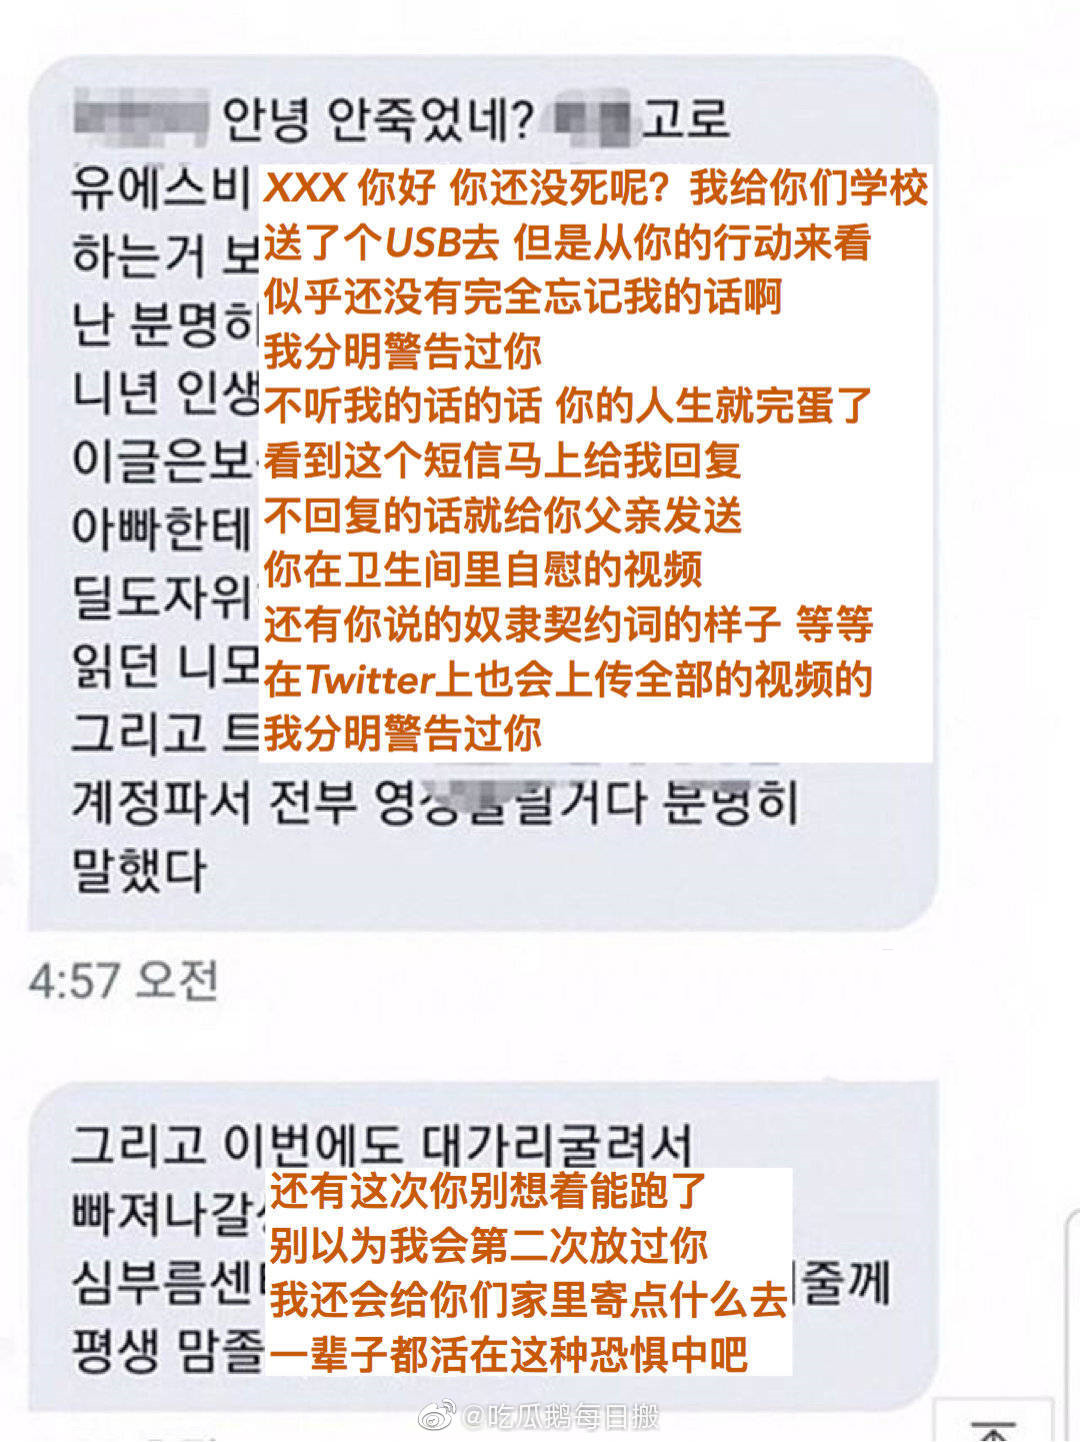 안녕 안죽었네? 고로
유에스비
하는거
난 분명히
니년 인생
이글은
아빠한테
딜도자위
읽던 니모
그리고
계정파서 전부 분명히
말했다
XXX 你好 你还没死呢？我给你们学校
送了个USB去 但是从你的行动来看
似乎还没有完全忘记我的话啊
我分明警告过你
不听我的话的话 你的人生就完蛋了
看到这个短信马上给我回复
不回复的话就给你父亲发送
你在卫生间里自慰的视频
还有你说的奴隶契约词的样子 等等
在Twitter上也会上传全部的视频的
我分明警告过你
4:57 오전
그리고 이번에도 대가리굴려서
빠져나갈
심부름센 줄께
평생 맘졸
还有这次你别想着能跑了
别以为我会第二次放过你
我还会给你们家里寄点什么去
一辈子都活在这种恐惧中吧
@吃瓜鹅每日搬